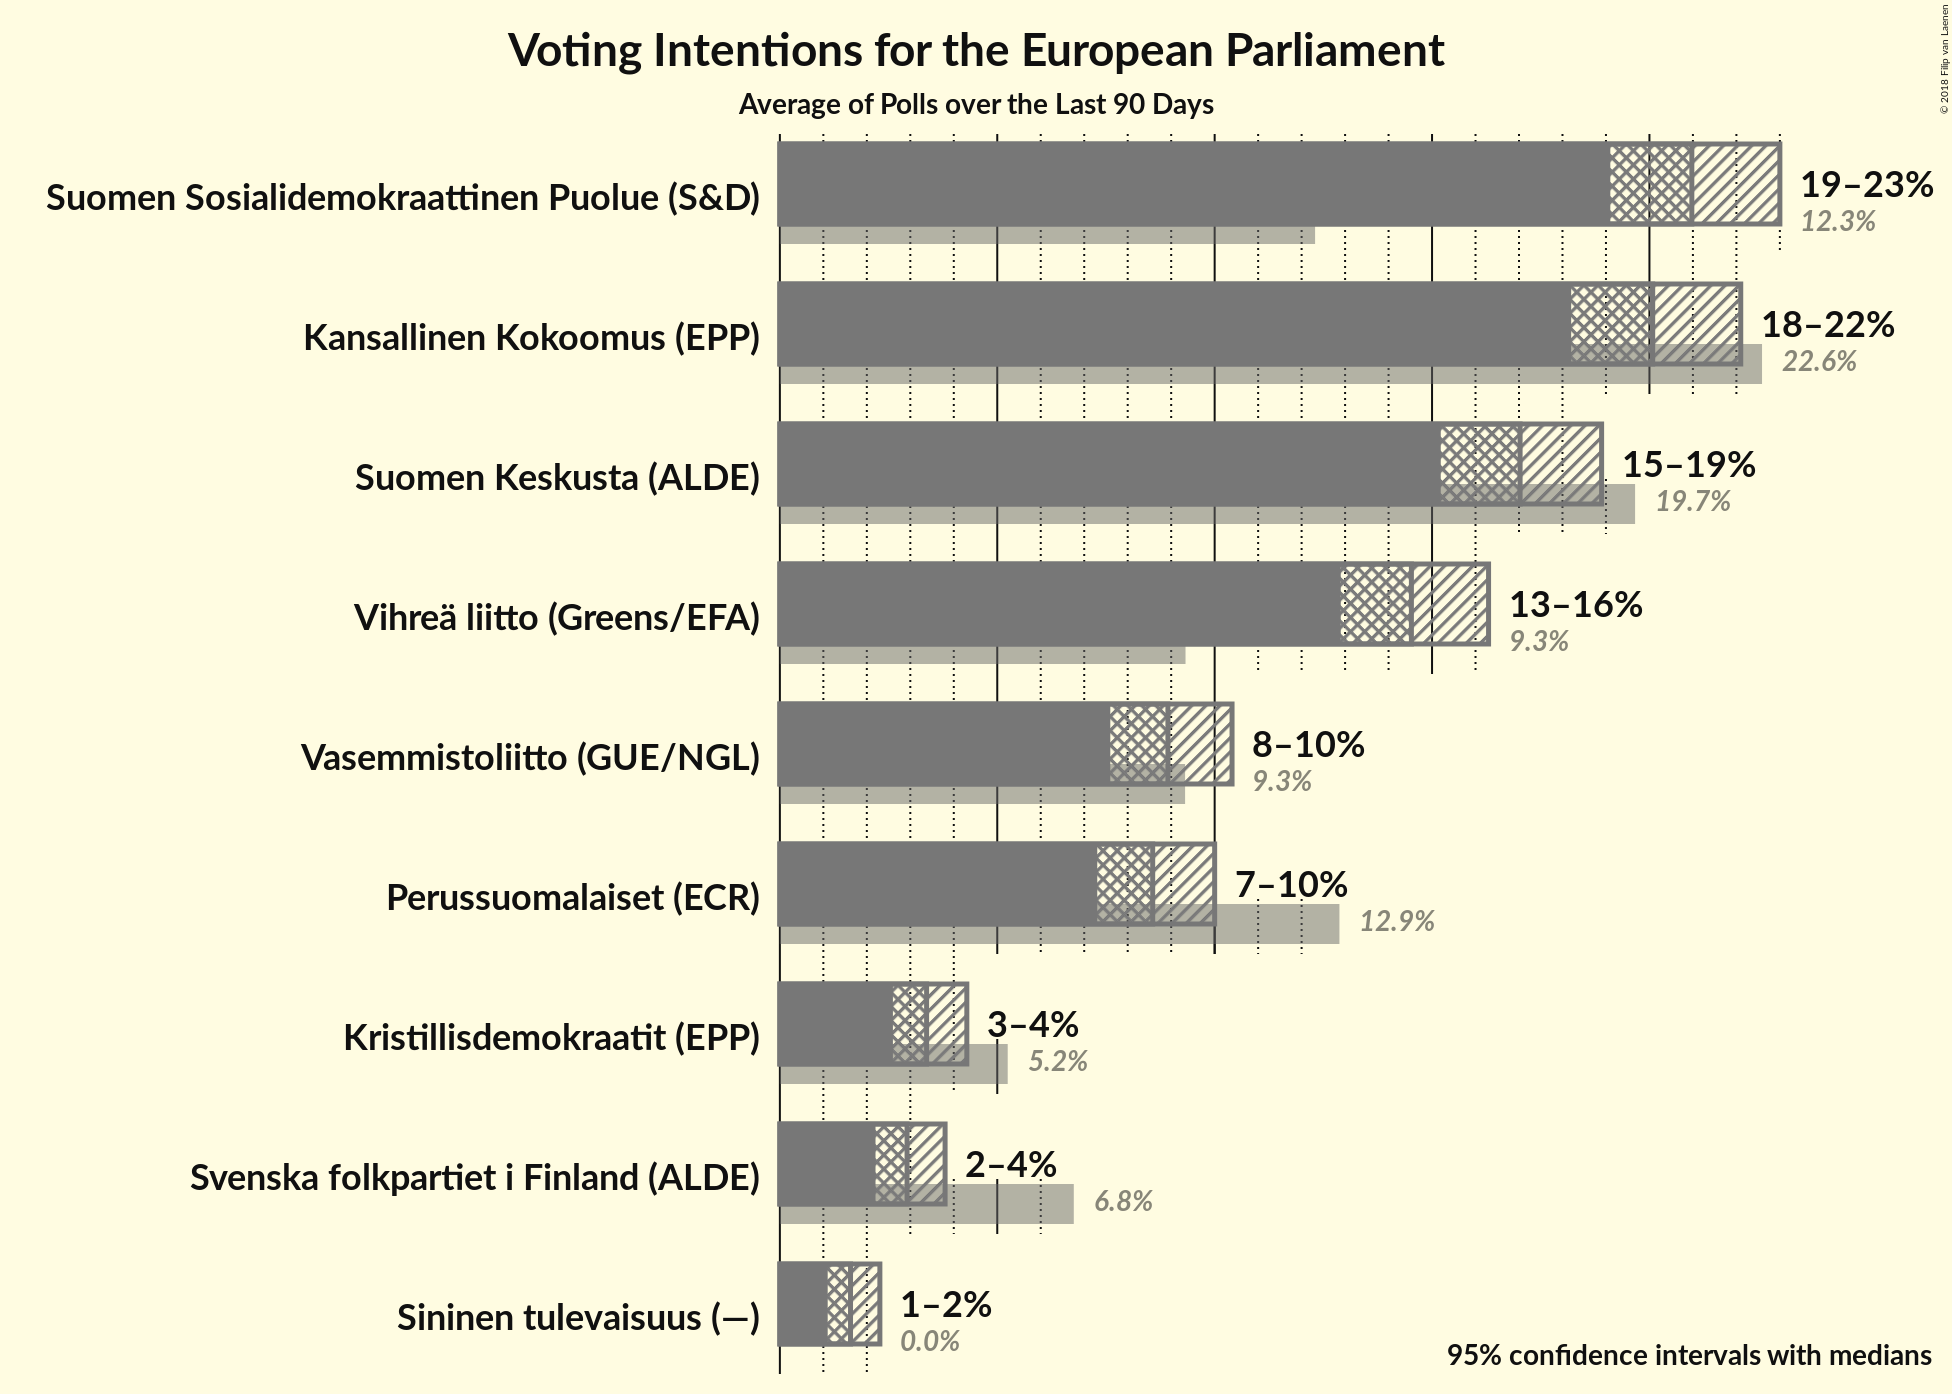 Voting Intentions for the European Parliament
Average of Polls over the Last 90 Days
© 2018 Filip van Laenen
Suomen Sosialidemokraattinen Puolue (S&D)
19–23%
12.3%
Kansallinen Kokoomus (EPP)
18–22%
22.6%
Suomen Keskusta (ALDE)
15–19%
19.7%
Vihreä liitto (Greens/EFA)
13–16%
9.3%
Vasemmistoliitto (GUE/NGL)
8–10%
9.3%
Perussuomalaiset (ECR)
7–10%
12.9%
Kristillisdemokraatit (EPP)
3–4%
5.2%
Svenska folkpartiet i Finland (ALDE)
2–4%
6.8%
Sininen tulevaisuus (—)
1–2%
0.0%
95% confidence intervals with medians